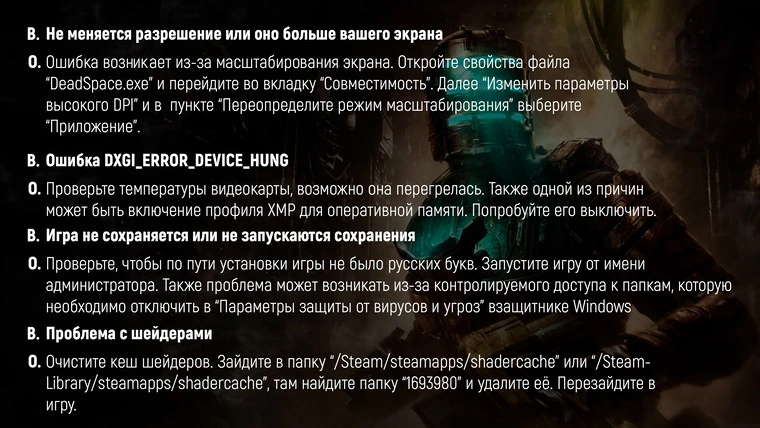 В. Не меняется разрешение или оно больше вашего экрана
О. Ошибка возникает из-за масштабирования экрана. Откройте свойства файла
“DeadSpace.exe” и перейдите во вкладку “Совместимость”. Далее “Изменить параметры
высокого DPI” и в пункте “Переопределите режим масштабирования” выберите
“Приложение”.
В. Ошибка DXGI_ERROR_DEVICE_HUNG
О. Проверьте температуры видеокарты, возможно она перегрелась. Также одной из причин
может быть включение профиля XMP для оперативной памяти. Попробуйте его выключить.
В. Игра не сохраняется или не запускаются сохранения
О. Проверьте, чтобы по пути установки игры не было русских букв. Запустите игру от имени
администратора. Также проблема может возникать из-за контролируемого доступа к папкам, которую
необходимо отключить в “Параметры защиты от вирусов и угроз” взащитнике Windows
В. Проблема с шейдерами
О. Очистите кеш шейдеров. Зайдите в папку “/Steam/steamapps/shadercache” или “/Steam-
Library/steamapps/shadercache”, там найдите папку “1693980” и удалите её. Перезайдите в
игру.